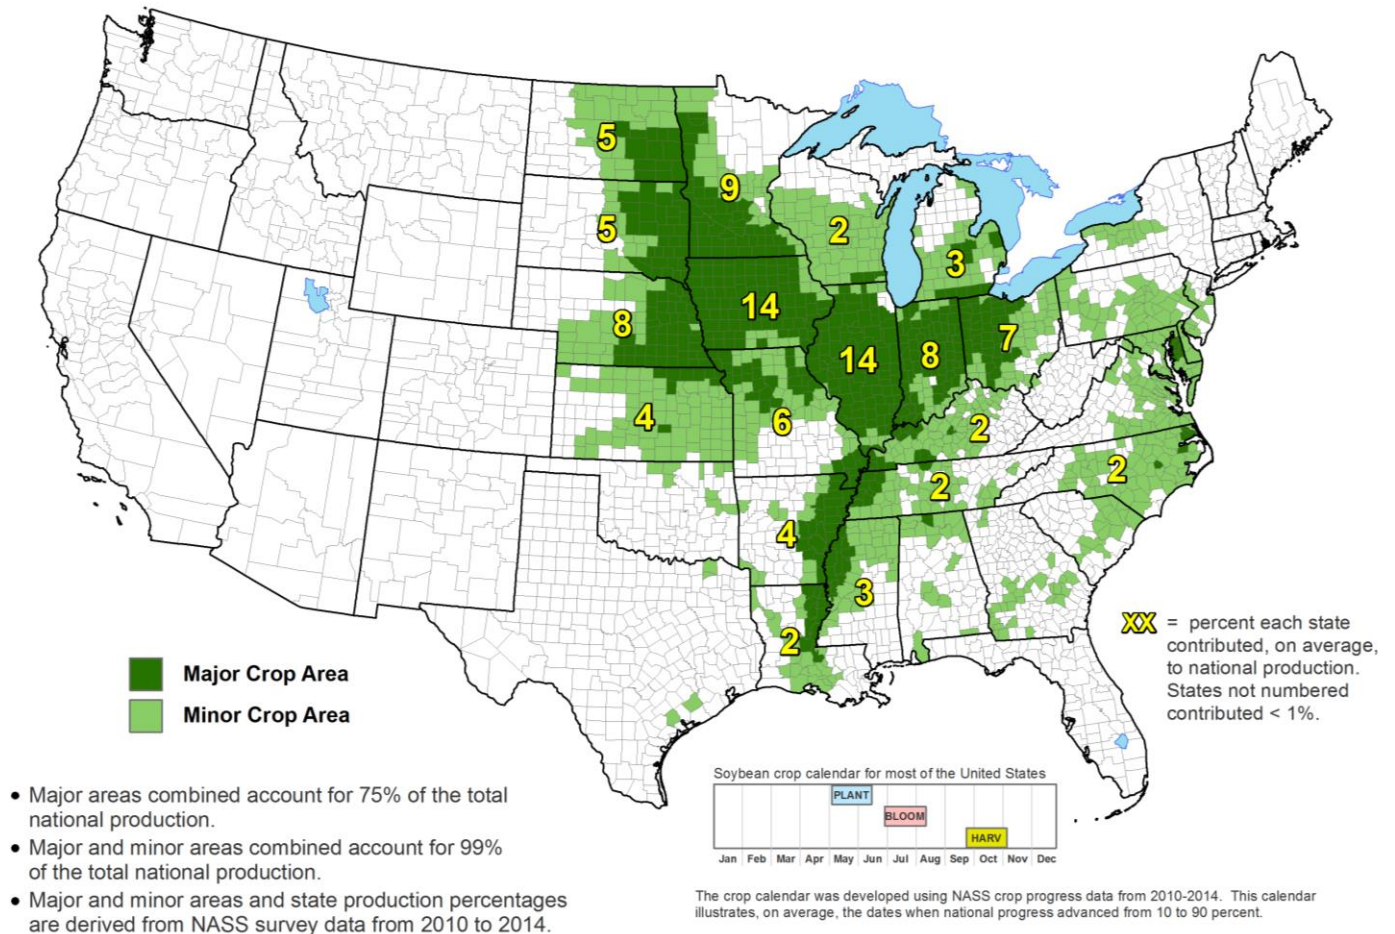 5
9
5
2
3
14
8
7
14
8
4
6
2
2
2
4
3
2
XX = percent each state
contributed, on average,
to national production.
States not numbered
contributed < 1%.
Major Crop Area
Minor Crop Area
• Major areas combined account for 75% of the total
national production.
• Major and minor areas combined account for 99%
of the total national production.
• Major and minor areas and state production percentages
are derived from NASS survey data from 2010 to 2014.
Soybean crop calendar for most of the United States
PLANT
BLOOM
HARV
Jan Feb Mar Apr May Jun Jul Aug Sep Oct Nov Dec
The crop calendar was developed using NASS crop progress data from 2010-2014. This calendar
illustrates, on average, the dates when national progress advanced from 10 to 90 percent.